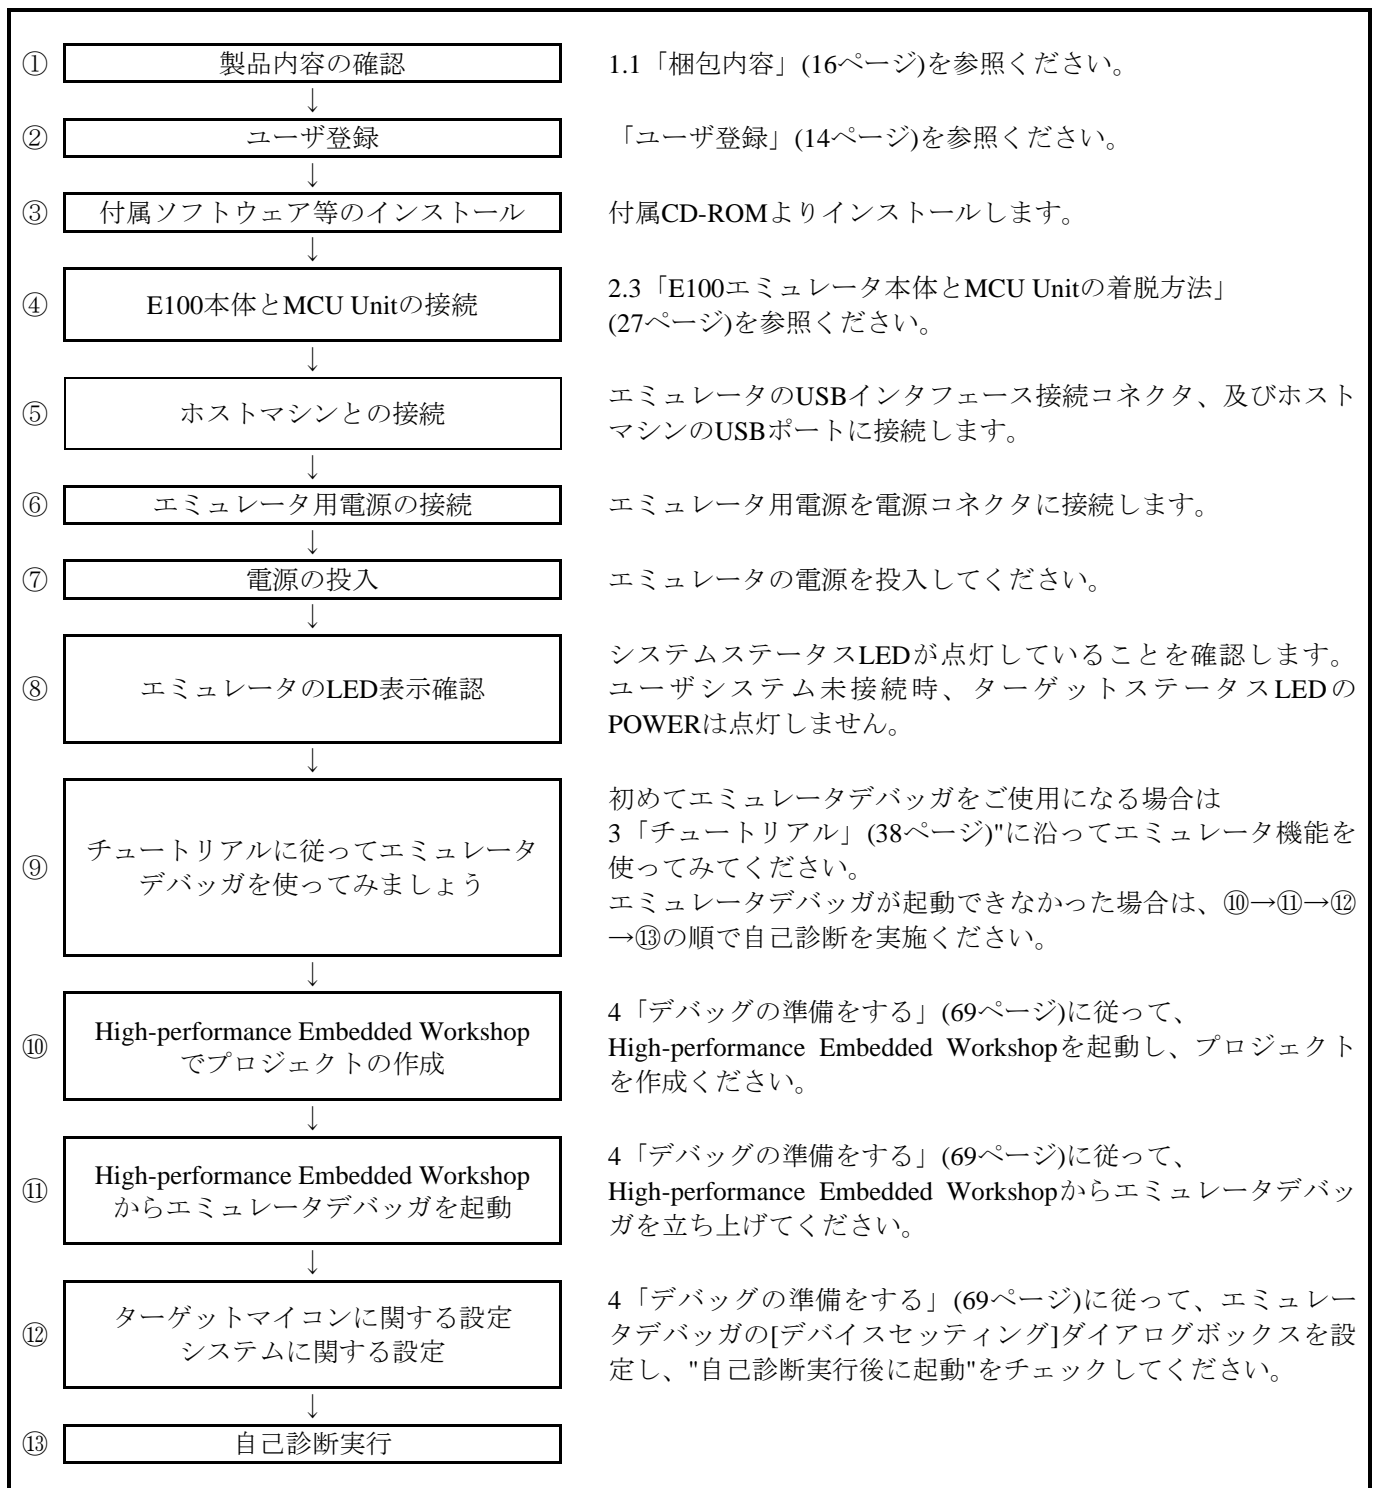 ① 製品内容の確認 1.1「梱包内容」(16ページ)を参照ください。
↓
② ユーザ登録 「ユーザ登録」(14ページ)を参照ください。
↓
③ 付属ソフトウェア等のインストール 付属CD-ROMよりインストールします。
↓
④ E100本体とMCU Unitの接続 2.3「E100エミュレータ本体とMCU Unitの着脱方法」
(27ページ)を参照ください。
↓
⑤ ホストマシンとの接続 エミュレータのUSBインタフェース接続コネクタ、及びホスト
マシンのUSBポートに接続します。
↓
⑥ エミュレータ用電源の接続 エミュレータ用電源を電源コネクタに接続します。
↓
⑦ 電源の投入 エミュレータの電源を投入してください。
↓
⑧ エミュレータのLED表示確認 システムステータスLEDが点灯していることを確認します。
ユーザシステム未接続時、ターゲットステータスLEDの
POWERは点灯しません。
↓
⑨ チュートリアルに従ってエミュレータ
デバッガを使ってみましょう
初めてエミュレータデバッガをご使用になる場合は
3「チュートリアル」(38ページ)"に沿ってエミュレータ機能を
使ってみてください。
エミュレータデバッガが起動できなかった場合は、⑩→⑪→⑫
→⑬の順で自己診断を実施ください。
↓
⑩ High-performance Embedded Workshop
でプロジェクトの作成
4「デバッグの準備をする」(69ページ)に従って、
High-performance Embedded Workshopを起動し、プロジェクト
を作成ください。
↓
⑪ High-performance Embedded Workshop
からエミュレータデバッガを起動
4「デバッグの準備をする」(69ページ)に従って、
High-performance Embedded Workshopからエミュレータデバッ
ガを立ち上げてください。
↓
⑫ ターゲットマイコンに関する設定
システムに関する設定
4「デバッグの準備をする」(69ページ)に従って、エミュレー
タデバッガの[デバイスセッティング]ダイアログボックスを設
定し、"自己診断実行後に起動"をチェックしてください。
↓
⑬ 自己診断実行